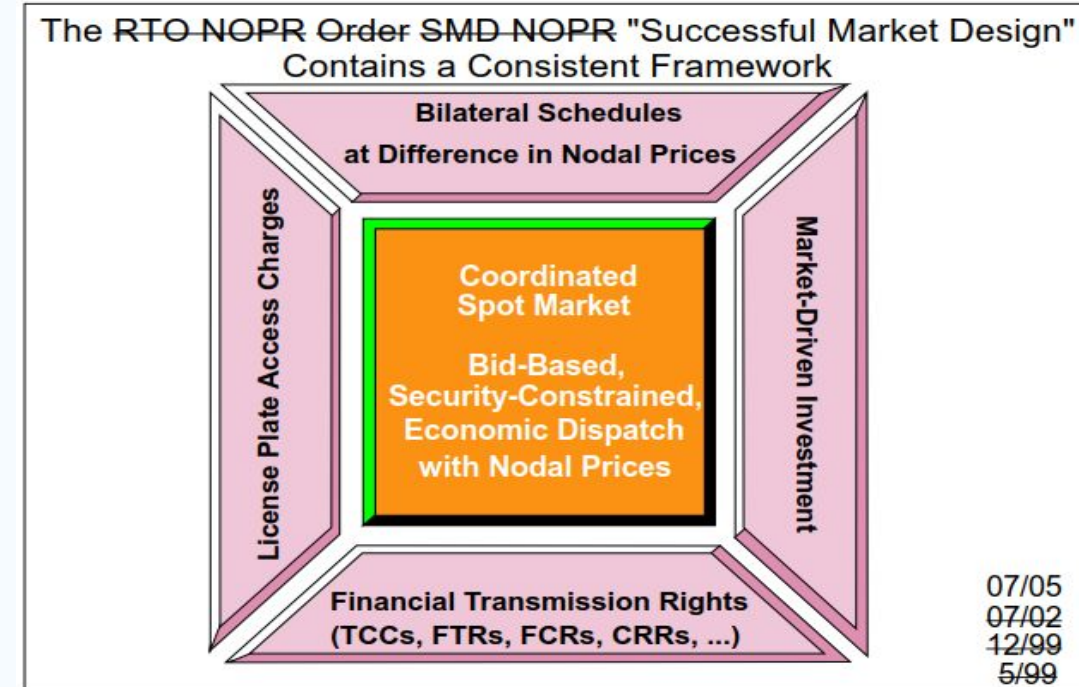 The RTO NOPR Order SMD NOPR "Successful Market Design"
Contains a Consistent Framework
Bilateral Schedules
at Difference in Nodal Prices
License Plate Access Charges
Coordinated
Spot Market
Bid-Based,
Security-Constrained,
Economic Dispatch
with Nodal Prices
Market-Driven Investment
Financial Transmission Rights
(TCCs, FTRs, FCRs, CRRs, ...)
07/05
07/02
12/99
5/99